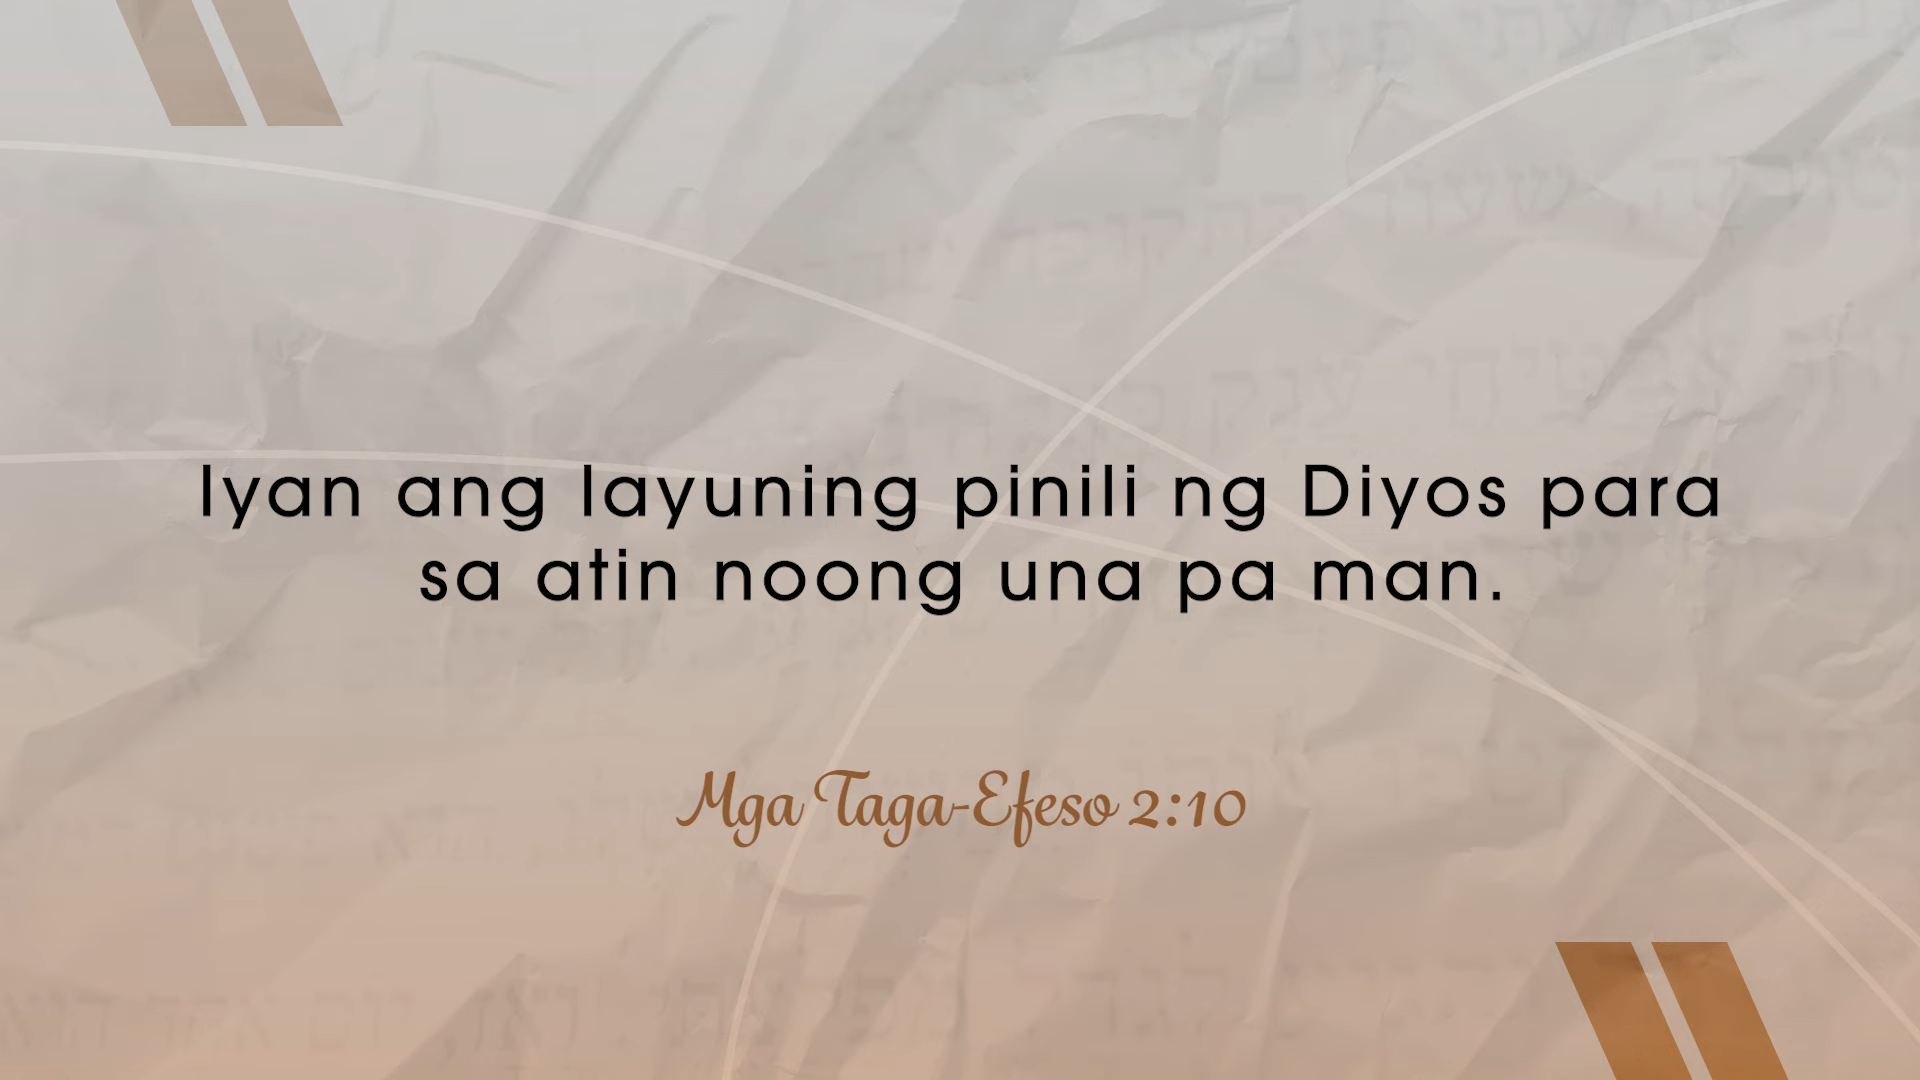 Iyan ang layuning pinili ng Diyos para
sa atin noong una pa man.
Mga Taga-Efeso 2:10